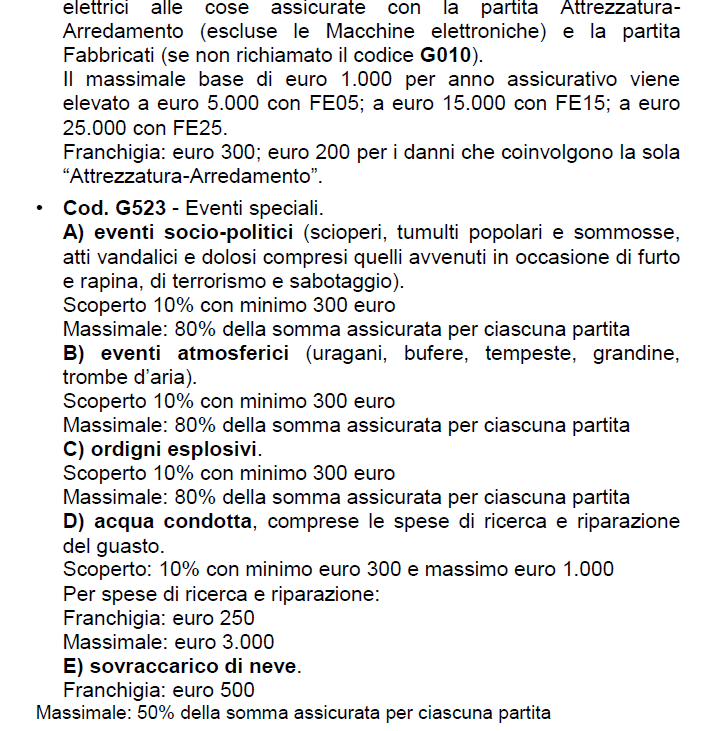 elettrici alle cose assicurate con la partita Attrezzatura-
Arredamento (escluse le Macchine elettroniche) e la partita
Fabbricati (se non richiamato il codice G010).
Il massimale base di euro 1.000 per anno assicurativo viene
elevato a euro 5.000 con FE05; a euro 15.000 con FE15; a euro
25.000 con FE25.
Franchigia: euro 300; euro 200 per i danni che coinvolgono la sola
“Attrezzatura-Arredamento”.
• Cod. G523 - Eventi speciali.
A) eventi socio-politici (scioperi, tumulti popolari e sommosse,
atti vandalici e dolosi compresi quelli avvenuti in occasione di furto
e rapina, di terrorismo e sabotaggio).
Scoperto 10% con minimo 300 euro
Massimale: 80% della somma assicurata per ciascuna partita
B) eventi atmosferici (uragani, bufere, tempeste, grandine,
trombe d’aria).
Scoperto 10% con minimo 300 euro
Massimale: 80% della somma assicurata per ciascuna partita
C) ordigni esplosivi.
Scoperto 10% con minimo 300 euro
Massimale: 80% della somma assicurata per ciascuna partita
D) acqua condotta, comprese le spese di ricerca e riparazione
del guasto.
Scoperto: 10% con minimo euro 300 e massimo euro 1.000
Per spese di ricerca e riparazione:
Franchigia: euro 250
Massimale: euro 3.000
E) sovraccarico di neve.
Franchigia: euro 500
Massimale: 50% della somma assicurata per ciascuna partita